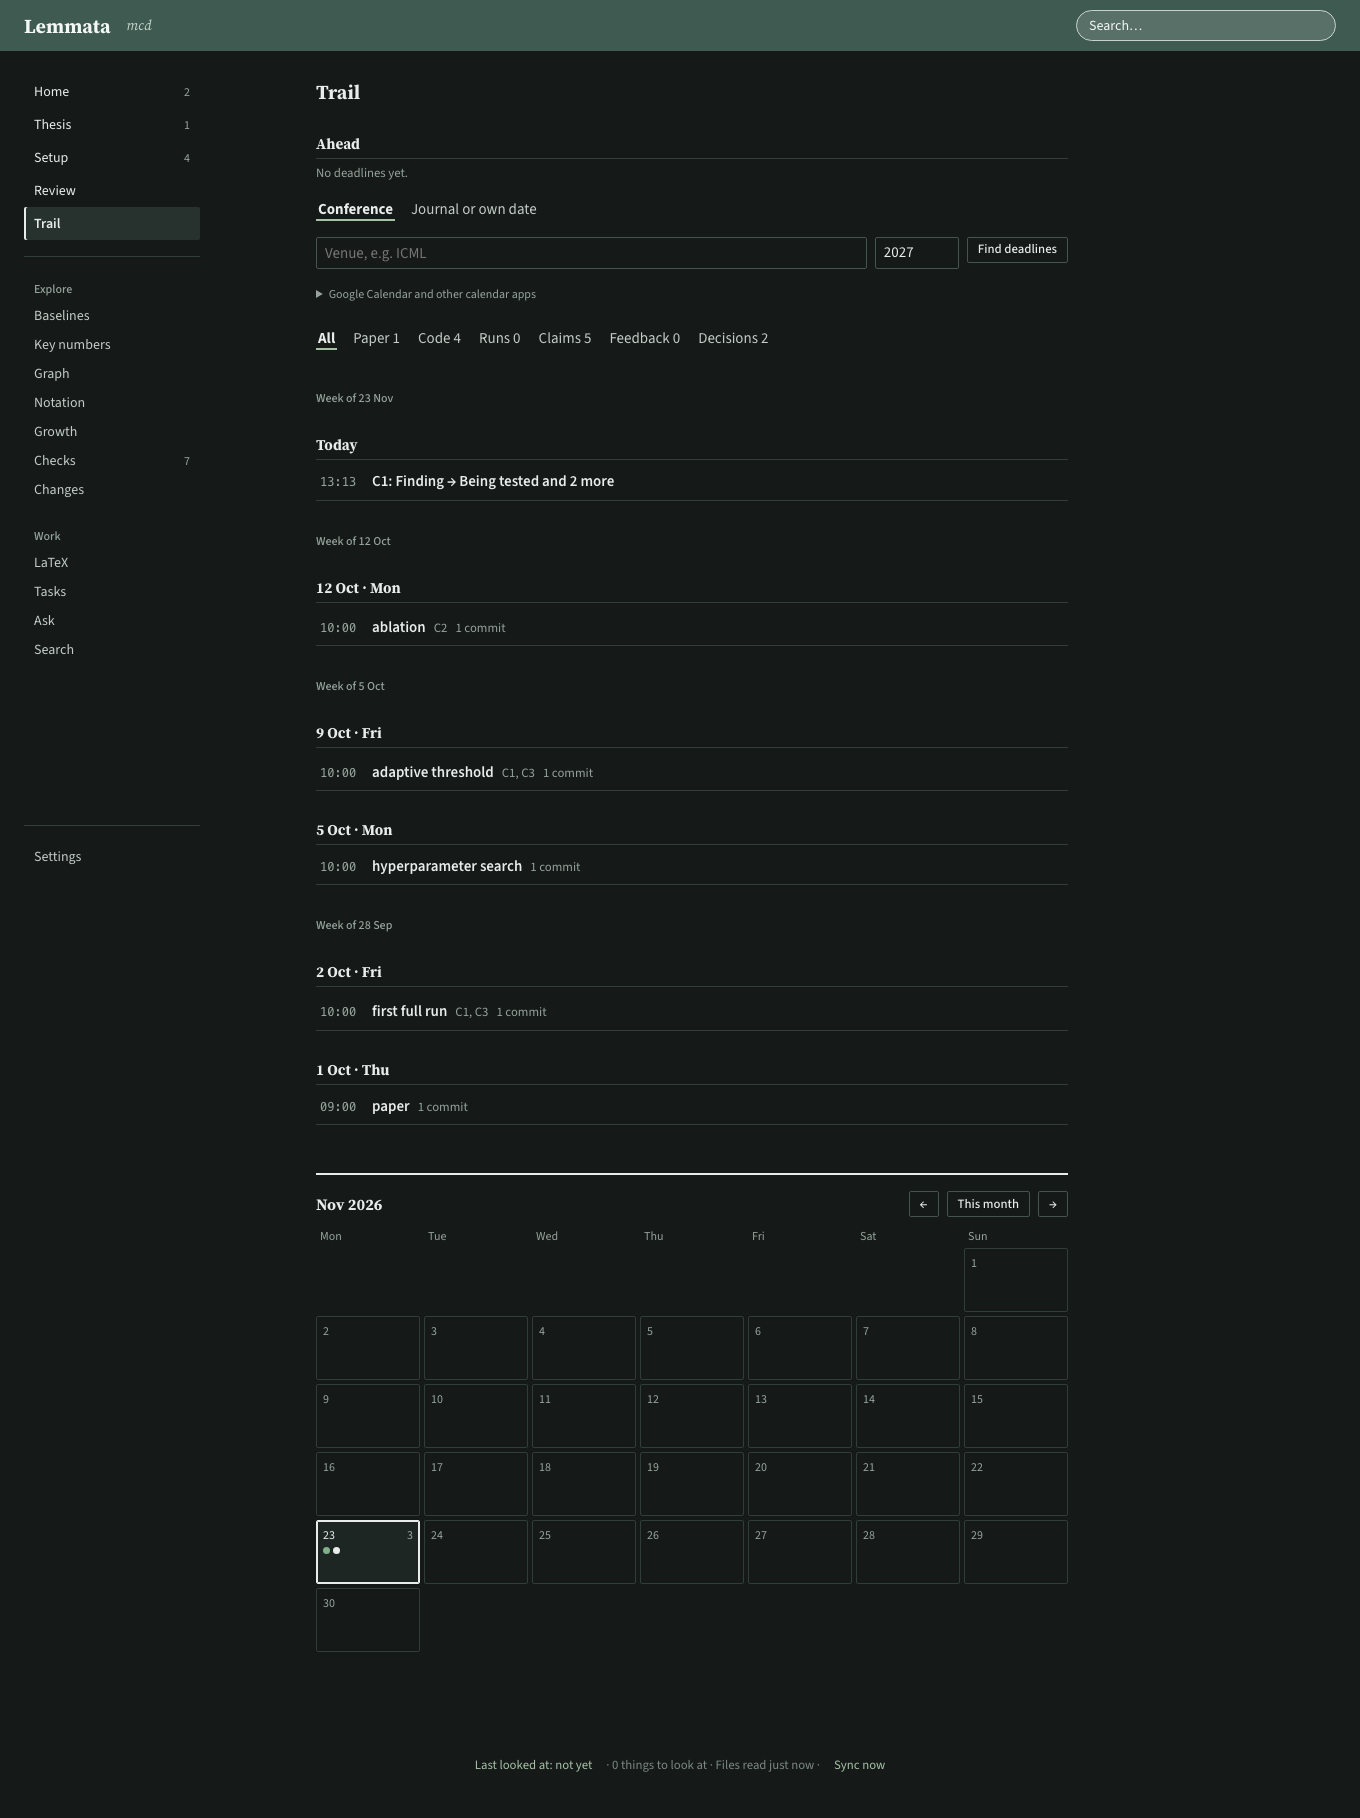 Lemmata mcd
Search…
Home 2
Thesis 1
Setup 4
Review
Trail
Explore
Baselines
Key numbers
Graph
Notation
Growth
Checks 7
Changes
Work
LaTeX
Tasks
Ask
Search
Settings
Trail
Ahead
No deadlines yet.
Conference Journal or own date
Venue, e.g. ICML 2027 Find deadlines
▶ Google Calendar and other calendar apps
All Paper 1 Code 4 Runs 0 Claims 5 Feedback 0 Decisions 2
Week of 23 Nov
Today
13:13 C1: Finding → Being tested and 2 more
Week of 12 Oct
12 Oct · Mon
10:00 ablation C2 1 commit
Week of 5 Oct
9 Oct · Fri
10:00 adaptive threshold C1, C3 1 commit
5 Oct · Mon
10:00 hyperparameter search 1 commit
Week of 28 Sep
2 Oct · Fri
10:00 first full run C1, C3 1 commit
1 Oct · Thu
09:00 paper 1 commit
Nov 2026 ← This month →
Mon Tue Wed Thu Fri Sat Sun
1
2 3 4 5 6 7 8
9 10 11 12 13 14 15
16 17 18 19 20 21 22
23 3 24 25 26 27 28 29
30
Last looked at: not yet · 0 things to look at · Files read just now · Sync now